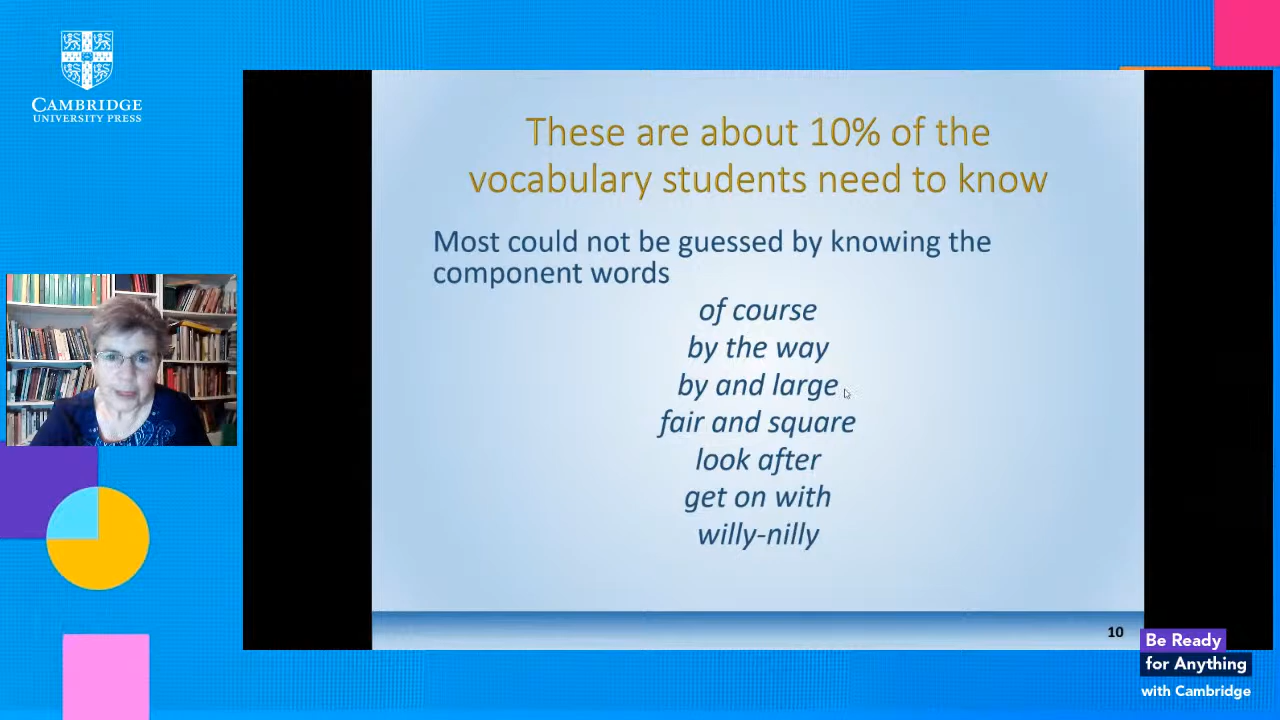 CAMBRIDGE
UNIVERSITY PRESS
These are about 10% of the
vocabulary students need to know
Most could not be guessed by knowing the
component words
of course
by the way
by and large
fair and square
look after
get on with
willy-nilly
10
Be Ready
for Anything
with Cambridge